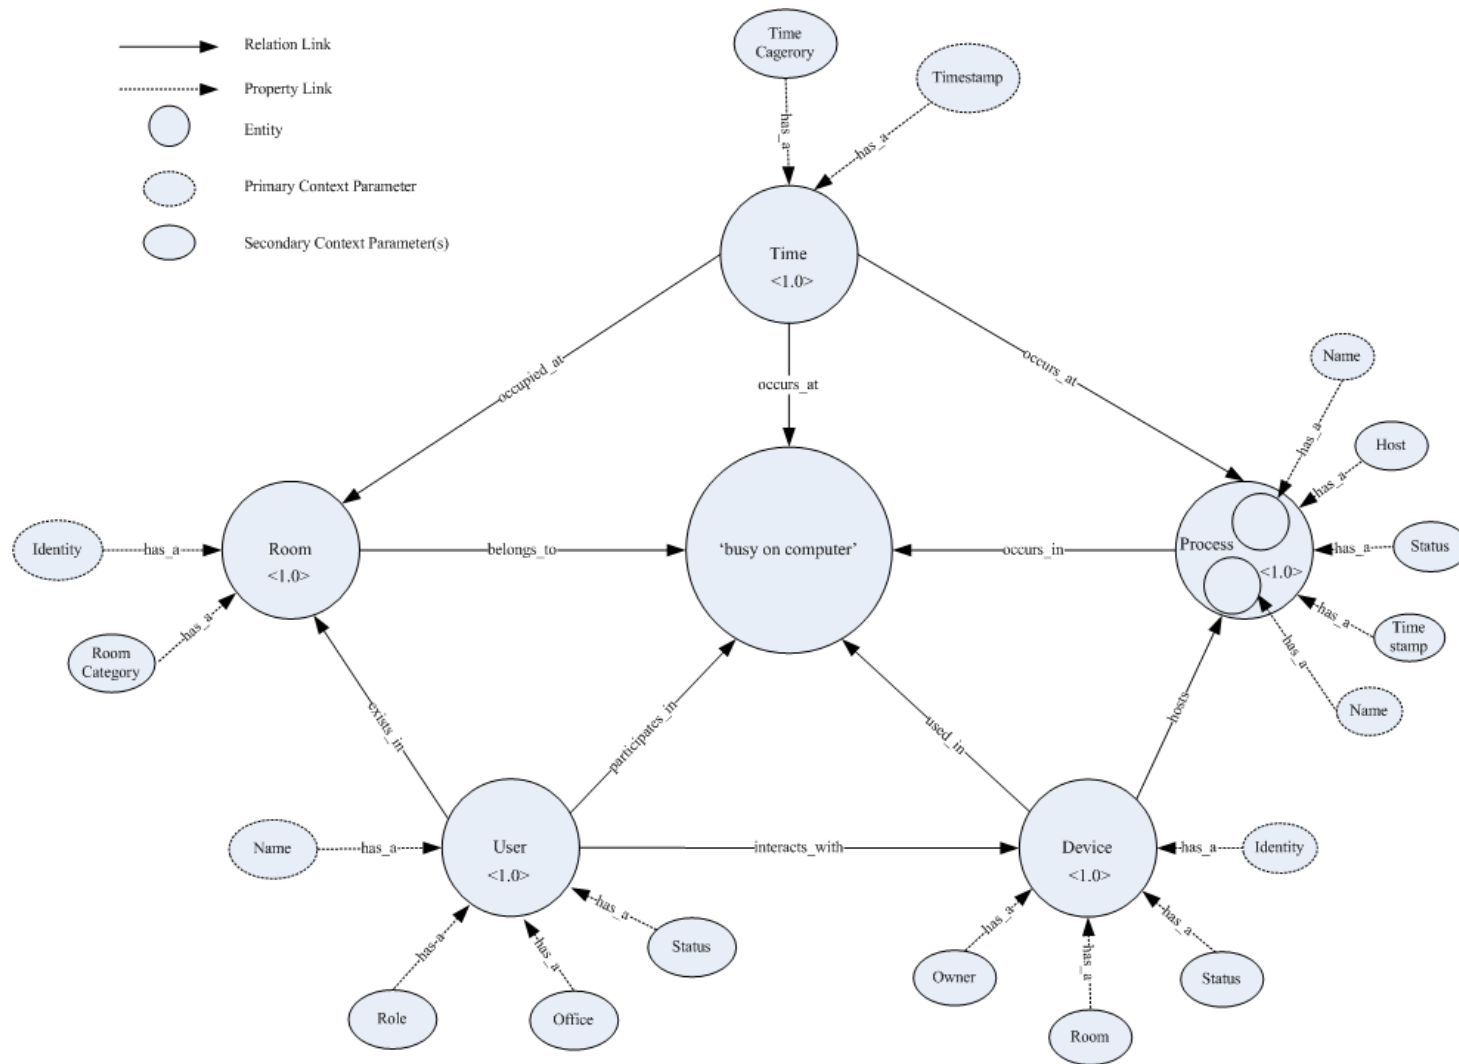 Relation Link
Property Link
Entity
Primary Context Parameter
Secondary Context Parameter(s)
Time
Cagerory
Timestamp
has_a
has_a
Time
<1.0>
occupied_at
occurs_at
occurs_at
Name
has_a
Host
has_a
Identity
has_a
Room
<1.0>
belongs_to
'busy on computer'
occurs_in
Process
<1.0>
has_a
Status
Room
Category
has_a
has_a
Time
stamp
has_a
Name
exists_in
participates_in
used_in
hosts
Name
has_a
User
<1.0>
interacts_with
Device
<1.0>
has_a
Identity
has-a
Role
has_a
Office
has_a
Status
has_a
Owner
has_a
Room
has_a
Status